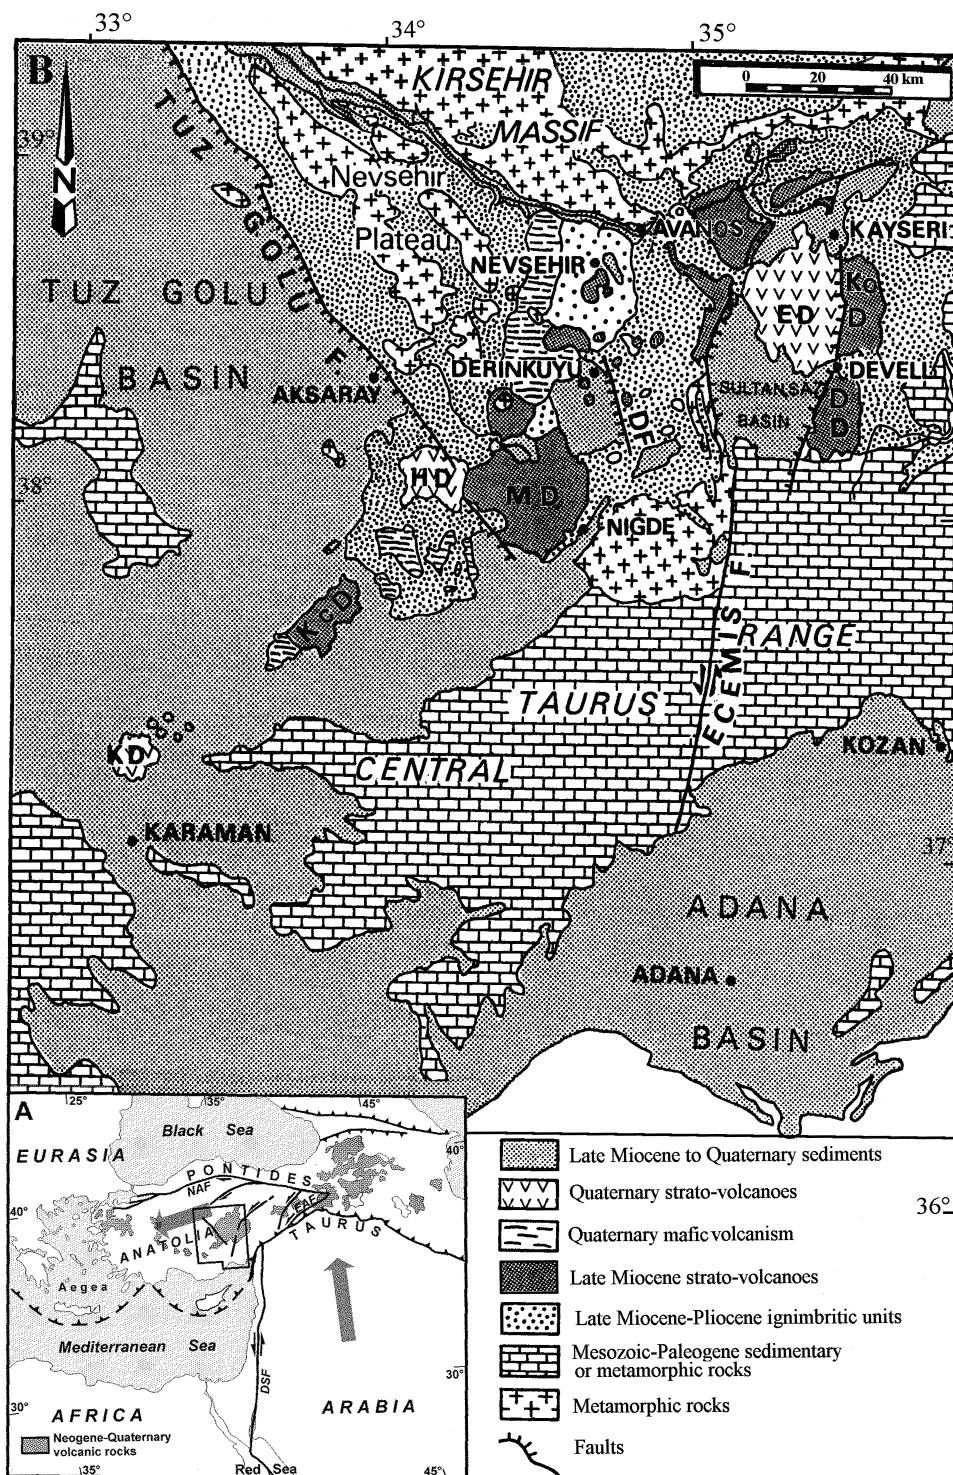 33°
34°
35°
B
0 20 40 km
KIRSEHIR
MASSIF
39°
N
TUZ GOLU F.
Nevsehir
Plateau
AVANOS
KAYSERI
NEVSEHIR
TUZ GOLU
BASIN
ED
Ko
D
DERINKUYU
DEVELI
AKSARAY
SULTANSAZ
BASIN
D
D
DF
38°
HD
MD
NIGDE
KcD
ECEMIS F.
RANGE
TAURUS
CENTRAL
KD
KOZAN
KARAMAN
37°
ADANA
ADANA
BASIN
A
25°
35°
45°
Black Sea
EURASIA
40°
PONTIDES
NAF
EAF
40°
ANATOLIA
TAURUS
Aegea
Mediterranean Sea
DSF
30°
30°
AFRICA
ARABIA
Neogene-Quaternary
volcanic rocks
35°
Red Sea
45°
Late Miocene to Quaternary sediments
Quaternary strato-volcanoes
36°
Quaternary mafic volcanism
Late Miocene strato-volcanoes
Late Miocene-Pliocene ignimbritic units
Mesozoic-Paleogene sedimentary
or metamorphic rocks
Metamorphic rocks
Faults